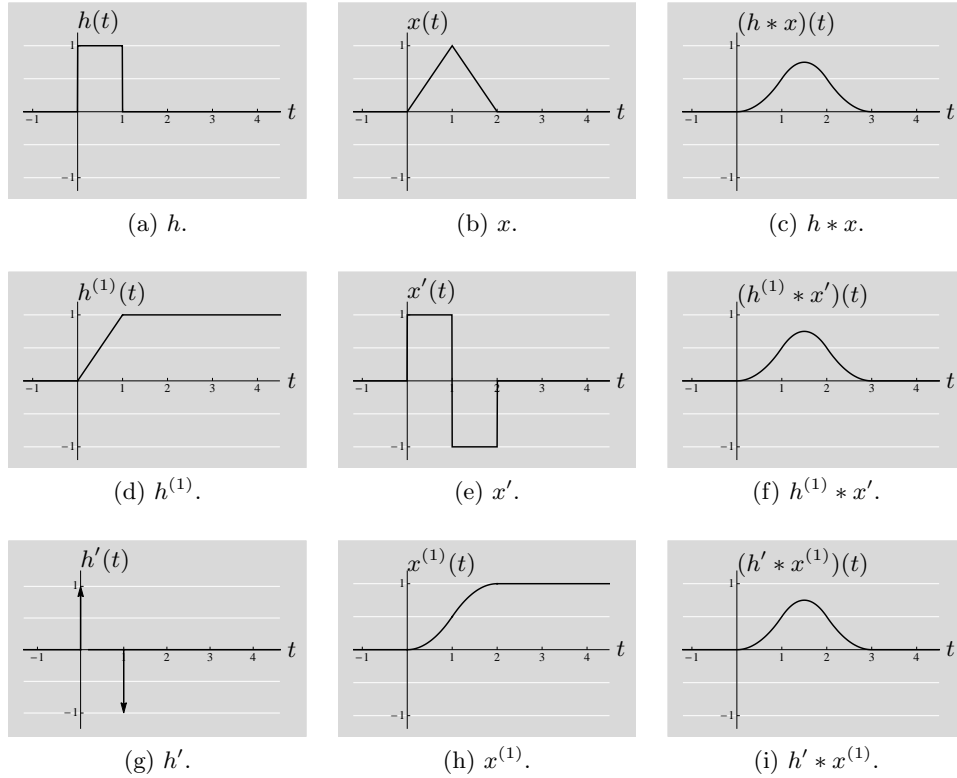 h(t) x(t) (h ∗ x)(t)
1 1 1
-1 1 2 3 4 t -1 1 2 3 4 t -1 1 2 3 4 t
-1 -1 -1
(a) h. (b) x. (c) h ∗ x.
h⁽¹⁾(t) x′(t) (h⁽¹⁾ ∗ x′)(t)
1 1 1
-1 1 2 3 4 t -1 1 2 3 4 t -1 1 2 3 4 t
-1 -1 -1
(d) h⁽¹⁾. (e) x′. (f) h⁽¹⁾ ∗ x′.
h′(t) x⁽¹⁾(t) (h′ ∗ x⁽¹⁾)(t)
1 1 1
-1 1 2 3 4 t -1 1 2 3 4 t -1 1 2 3 4 t
-1 -1 -1
(g) h′. (h) x⁽¹⁾. (i) h′ ∗ x⁽¹⁾.